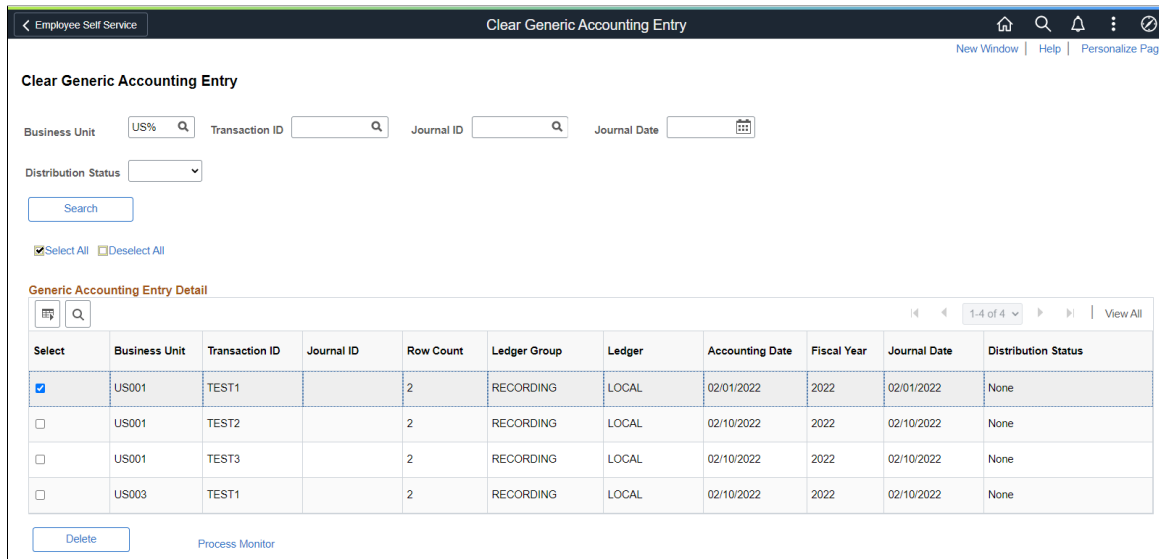 Employee Self Service
Clear Generic Accounting Entry
New Window | Help | Personalize Pag
Clear Generic Accounting Entry
Business Unit US% Transaction ID Journal ID Journal Date
Distribution Status
Search
Select All Deselect All
Generic Accounting Entry Detail
1-4 of 4 | View All
Select Business Unit Transaction ID Journal ID Row Count Ledger Group Ledger Accounting Date Fiscal Year Journal Date Distribution Status
US001 TEST1 2 RECORDING LOCAL 02/01/2022 2022 02/01/2022 None
US001 TEST2 2 RECORDING LOCAL 02/10/2022 2022 02/10/2022 None
US001 TEST3 2 RECORDING LOCAL 02/10/2022 2022 02/10/2022 None
US003 TEST1 2 RECORDING LOCAL 02/10/2022 2022 02/10/2022 None
Delete Process Monitor